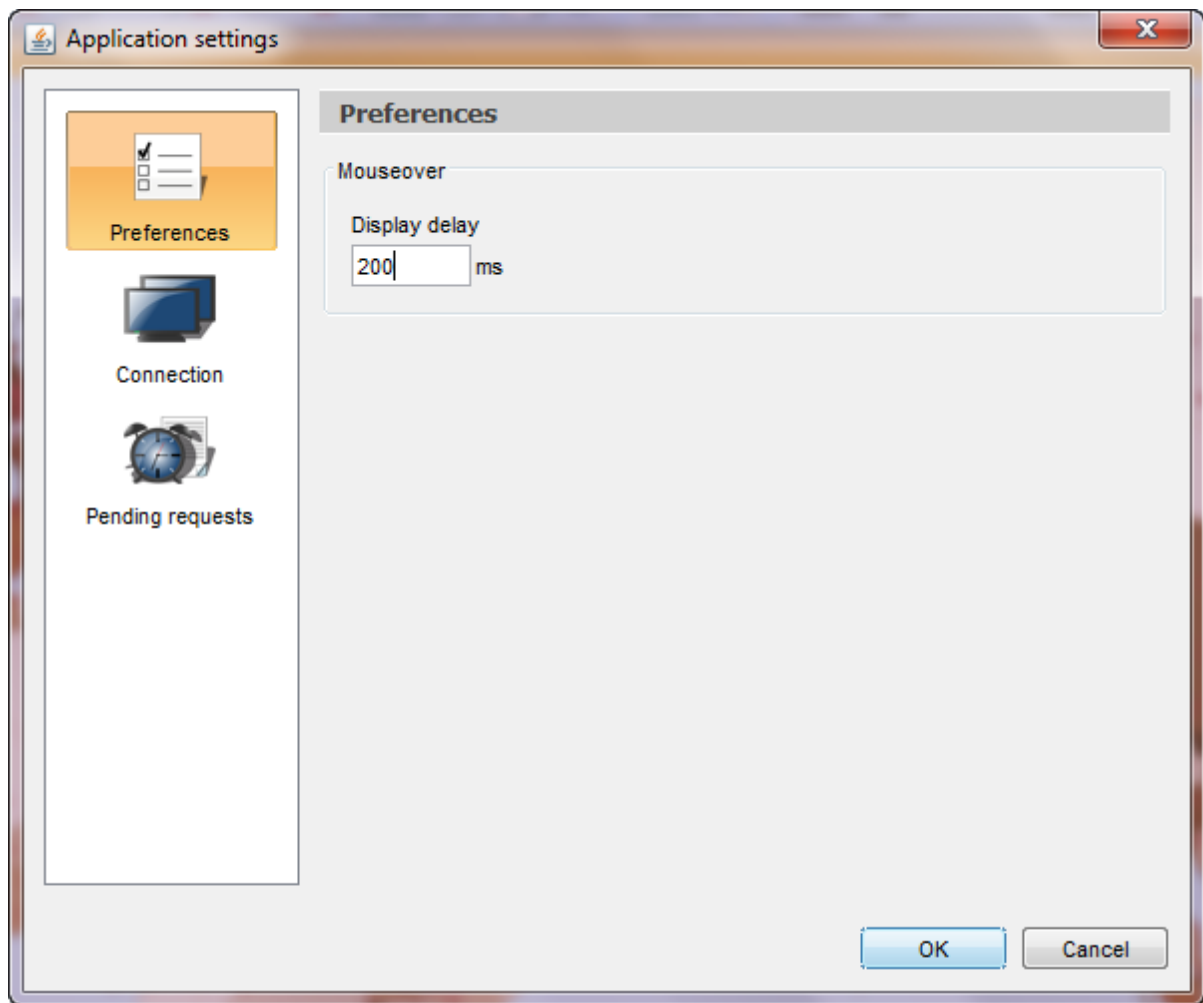 Application settings
Preferences
Preferences
Mouseover
Display delay
200 ms
Connection
Pending requests
OK Cancel